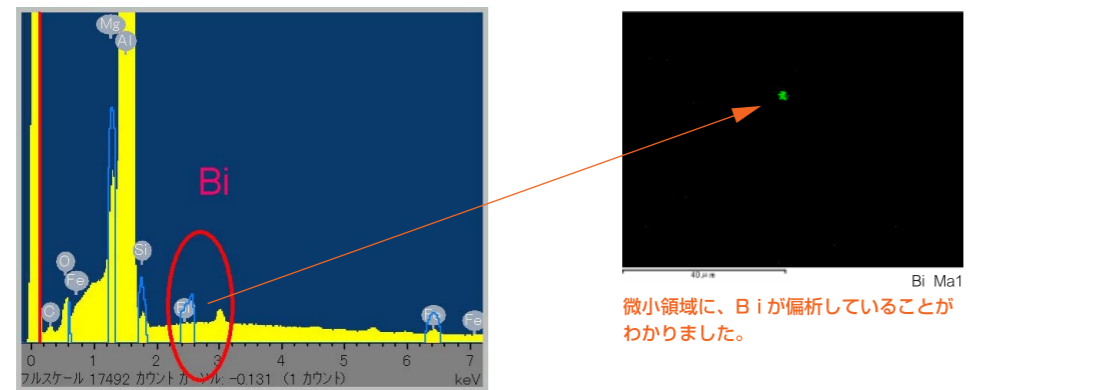 Mg
Al
Bi
Si
O
Fe
C
Fe
Fe
0 1 2 3 4 5 6 7
フルスケール 17492 カウント カーソル: -0.131 (1 カウント) keV
40μm
Bi Ma1
微小領域に、Biが偏析していることが
わかりました。